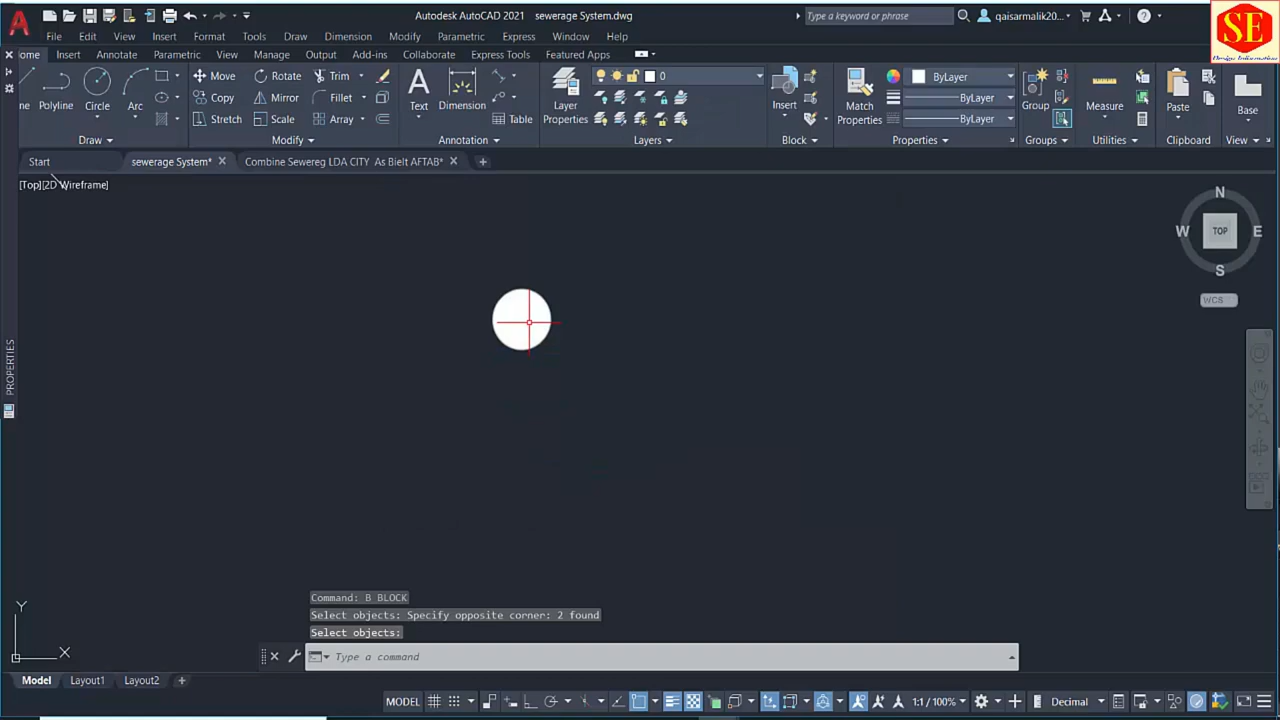 Autodesk AutoCAD 2021 sewerage System.dwg
Type a keyword or phrase
qaisarmalik20...
SE
Design Information
File Edit View Insert Format Tools Draw Dimension Modify Parametric Express Window Help
ome Insert Annotate Parametric View Manage Output Add-ins Collaborate Express Tools Featured Apps
Move Rotate Trim
0
ByLayer
ne Polyline Circle Arc
Copy Mirror Fillet
Text Dimension
Layer Properties
Insert
Match Properties
ByLayer
Group
Measure
Paste
Base
Stretch Scale Array
Table
ByLayer
Draw Modify Annotation Layers Block Properties Groups Utilities Clipboard View
Start sewerage System* Combine Sewereg LDA CITY As Bielt AFTAB*
[Top][2D Wireframe]
N
W TOP E
S
WCS
PROPERTIES
Command: B BLOCK
Select objects: Specify opposite corner: 2 found
Select objects:
Type a command
Y
X
Model Layout1 Layout2
MODEL 1:1 / 100% Decimal